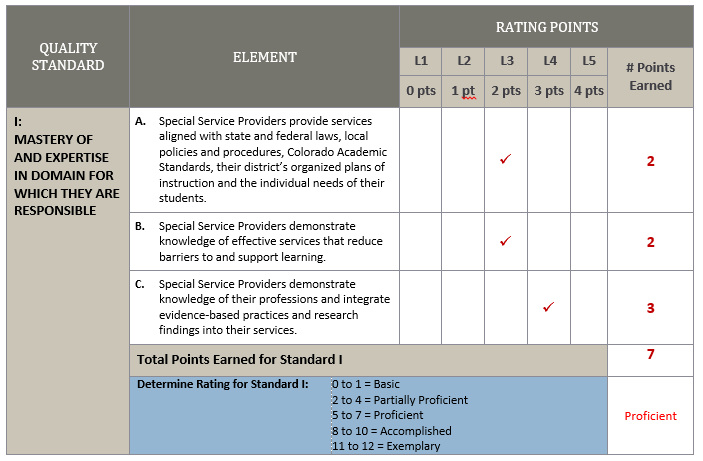 QUALITY
STANDARD
ELEMENT
RATING POINTS
L1
L2
L3
L4
L5
# Points
Earned
0 pts
1 pt
2 pts
3 pts
4 pts
I:
MASTERY OF
AND EXPERTISE
IN DOMAIN FOR
WHICH THEY ARE
RESPONSIBLE
A. Special Service Providers provide services
aligned with state and federal laws, local
policies and procedures, Colorado Academic
Standards, their district's organized plans of
instruction and the individual needs of their
students.
✓
2
B. Special Service Providers demonstrate
knowledge of effective services that reduce
barriers to and support learning.
✓
2
C. Special Service Providers demonstrate
knowledge of their professions and integrate
evidence-based practices and research
findings into their services.
✓
3
Total Points Earned for Standard I
7
Determine Rating for Standard I: 0 to 1 = Basic
2 to 4 = Partially Proficient
5 to 7 = Proficient
8 to 10 = Accomplished
11 to 12 = Exemplary
Proficient